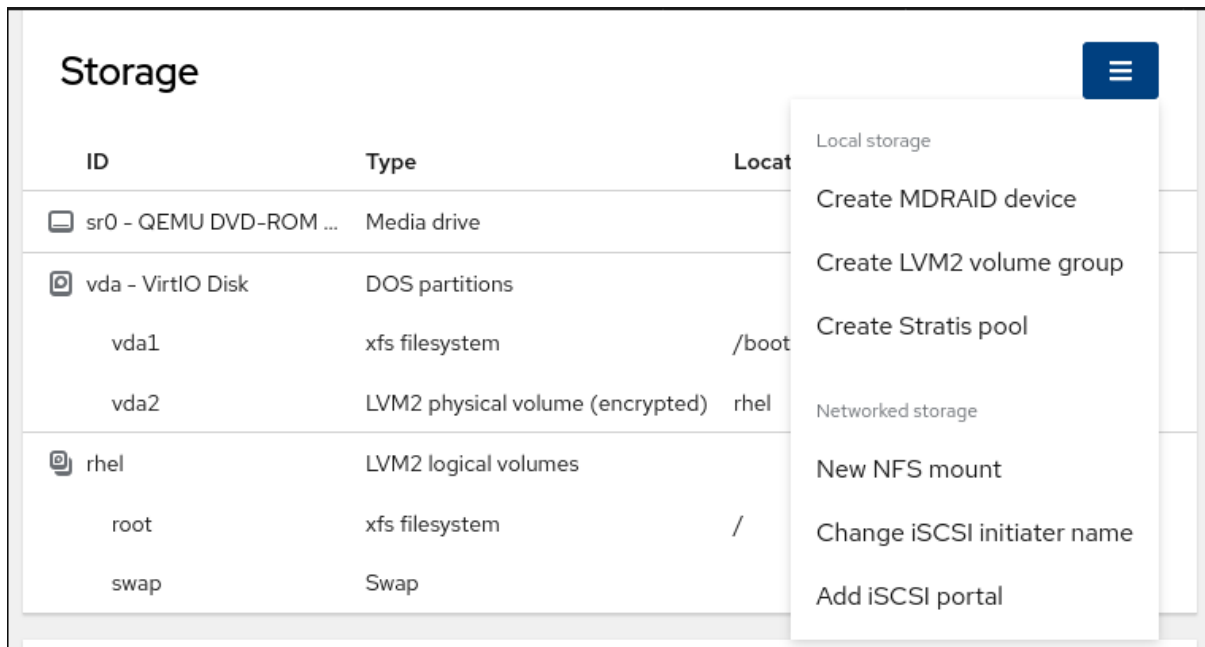 Storage
Local storage
ID Type Locat
Create MDRAID device
sr0 - QEMU DVD-ROM ... Media drive
Create LVM2 volume group
vda - VirtIO Disk DOS partitions
Create Stratis pool
vda1 xfs filesystem /boot
vda2 LVM2 physical volume (encrypted) rhel
Networked storage
rhel LVM2 logical volumes
New NFS mount
root xfs filesystem /
Change iSCSI initiater name
swap Swap
Add iSCSI portal